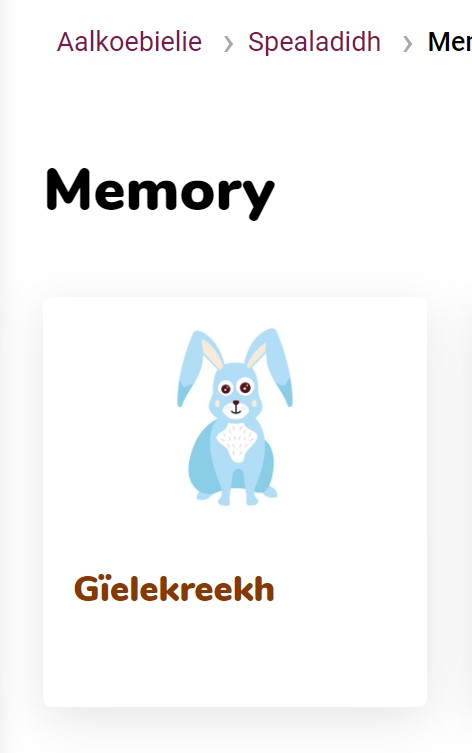 Aalkoebielie › Spealadidh ›
Memory
Gïelekreekh